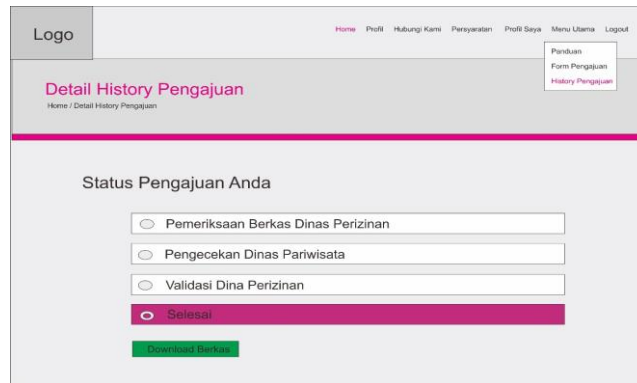 Logo
Home Profil Hubungi Kami Persyaratan Profil Saya Menu Utama Logout
Panduan
Form Pengajuan
History Pengajuan
Detail History Pengajuan
Home / Detail History Pengajuan
Status Pengajuan Anda
Pemeriksaan Berkas Dinas Perizinan
Pengecekan Dinas Pariwisata
Validasi Dina Perizinan
Selesai
Download Berkas